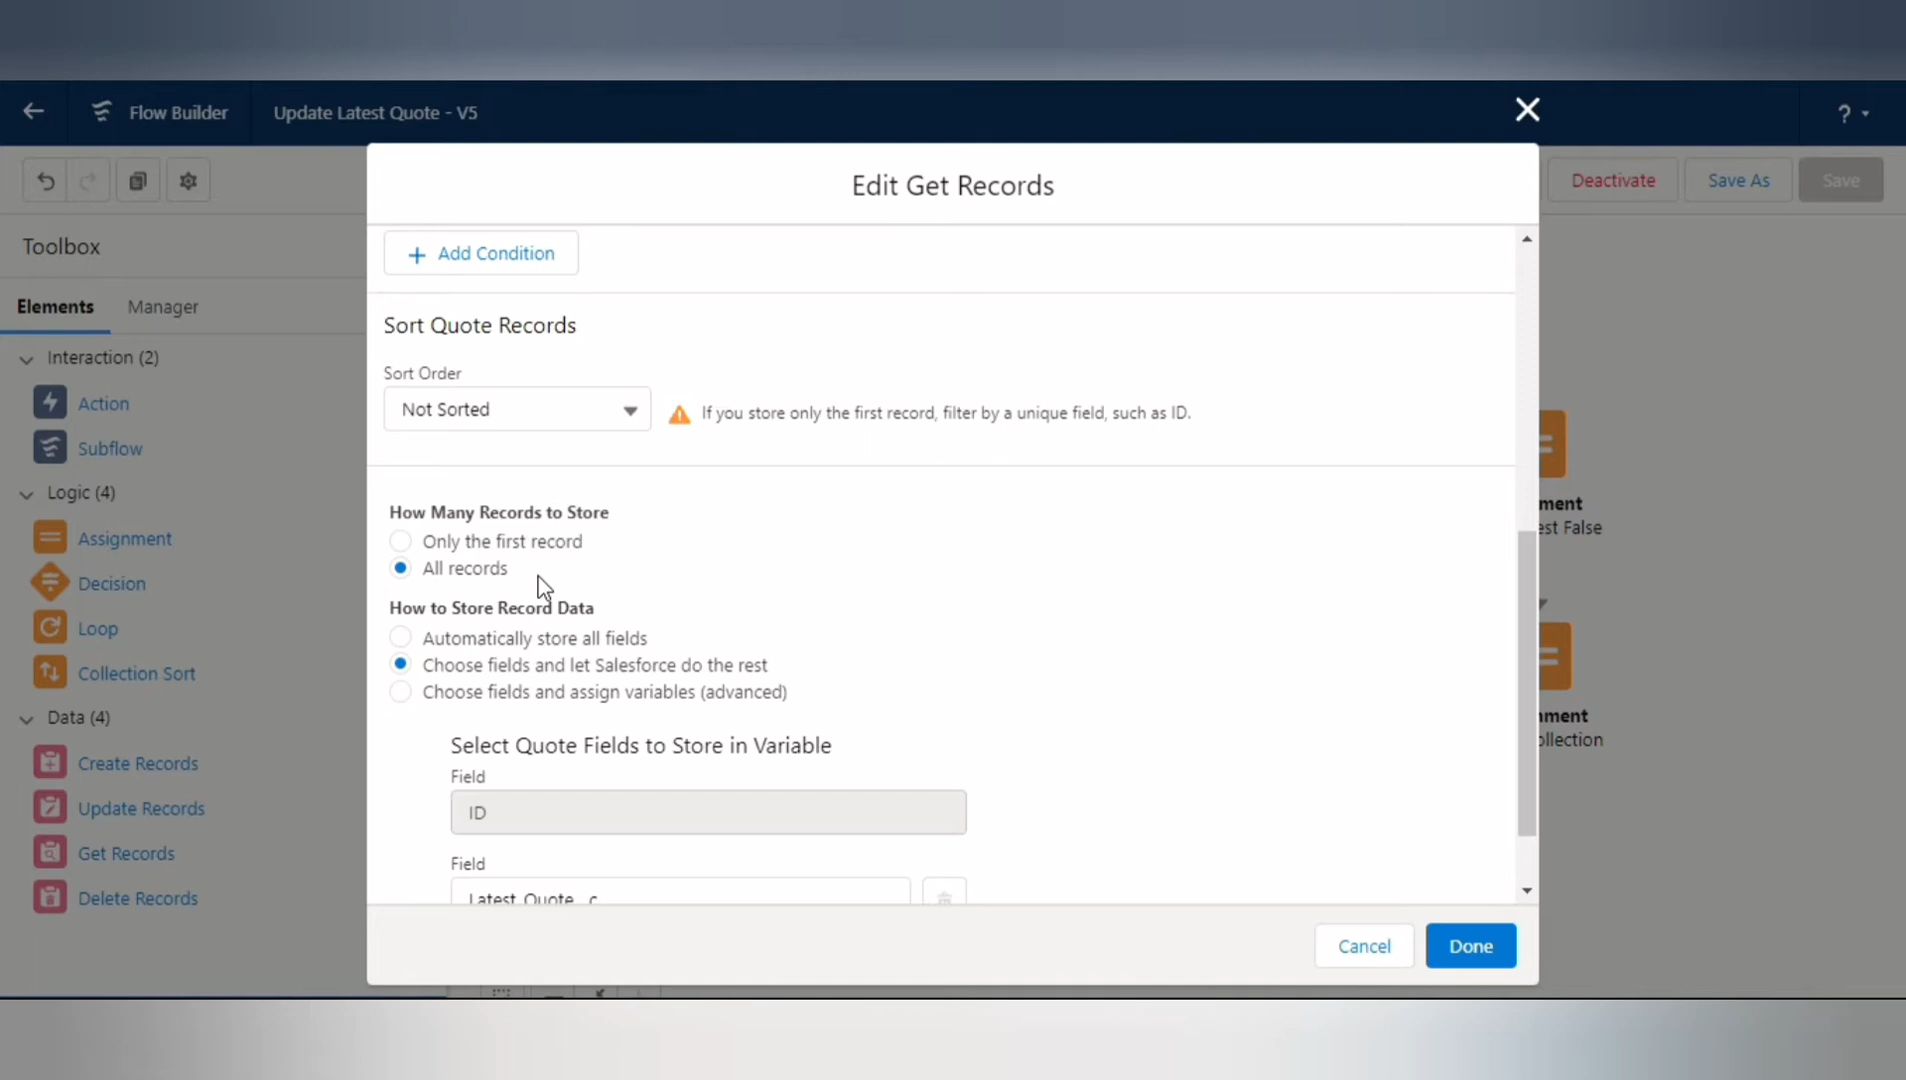 Flow Builder
Update Latest Quote - V5
?
Deactivate
Save As
Save
Toolbox
Elements
Manager
Interaction (2)
Action
Subflow
Logic (4)
Assignment
Decision
Loop
Collection Sort
Data (4)
Create Records
Update Records
Get Records
Delete Records
Edit Get Records
+ Add Condition
Sort Quote Records
Sort Order
Not Sorted
If you store only the first record, filter by a unique field, such as ID.
How Many Records to Store
Only the first record
All records
How to Store Record Data
Automatically store all fields
Choose fields and let Salesforce do the rest
Choose fields and assign variables (advanced)
Select Quote Fields to Store in Variable
Field
ID
Field
Latest_Quote__c
Cancel
Done
ment
est False
nment
ollection